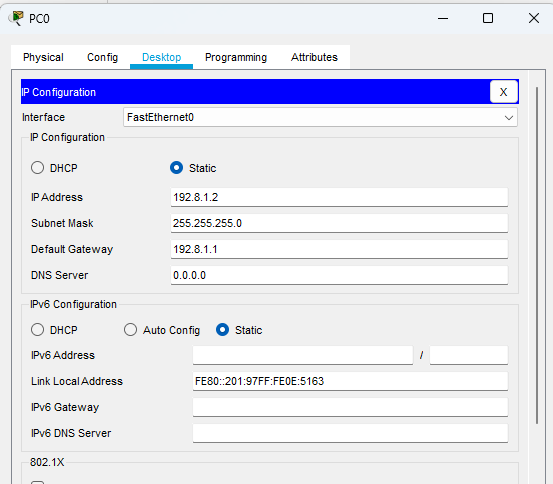 PC0
Physical Config Desktop Programming Attributes
IP Configuration X
Interface FastEthernet0
IP Configuration
DHCP Static
IP Address 192.8.1.2
Subnet Mask 255.255.255.0
Default Gateway 192.8.1.1
DNS Server 0.0.0.0
IPv6 Configuration
DHCP Auto Config Static
IPv6 Address /
Link Local Address FE80::201:97FF:FE0E:5163
IPv6 Gateway
IPv6 DNS Server
802.1X